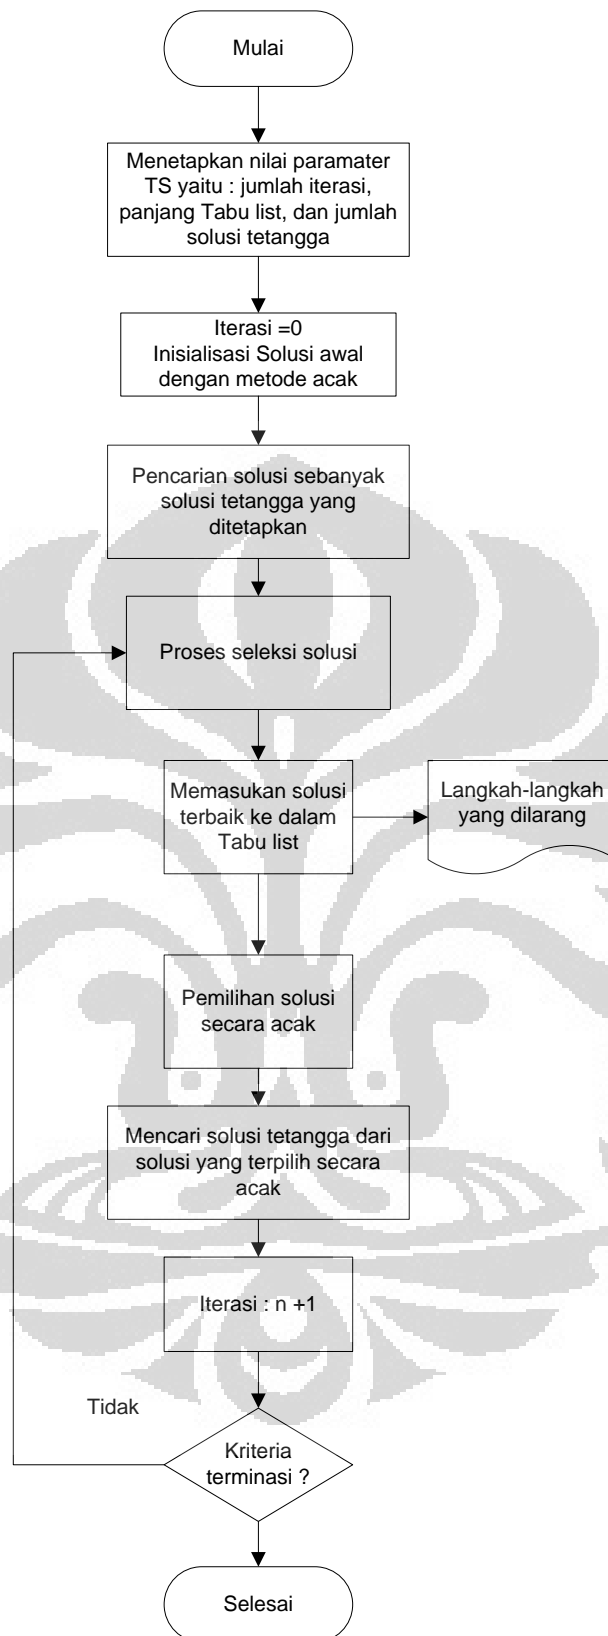 Mulai
Menetapkan nilai paramater
TS yaitu : jumlah iterasi,
panjang Tabu list, dan jumlah
solusi tetangga
Iterasi =0
Inisialisasi Solusi awal
dengan metode acak
Pencarian solusi sebanyak
solusi tetangga yang
ditetapkan
Proses seleksi solusi
Memasukan solusi
terbaik ke dalam
Tabu list
Langkah-langkah
yang dilarang
Pemilihan solusi
secara acak
Mencari solusi tetangga dari
solusi yang terpilih secara
acak
Iterasi : n +1
Tidak
Kriteria
terminasi ?
Selesai